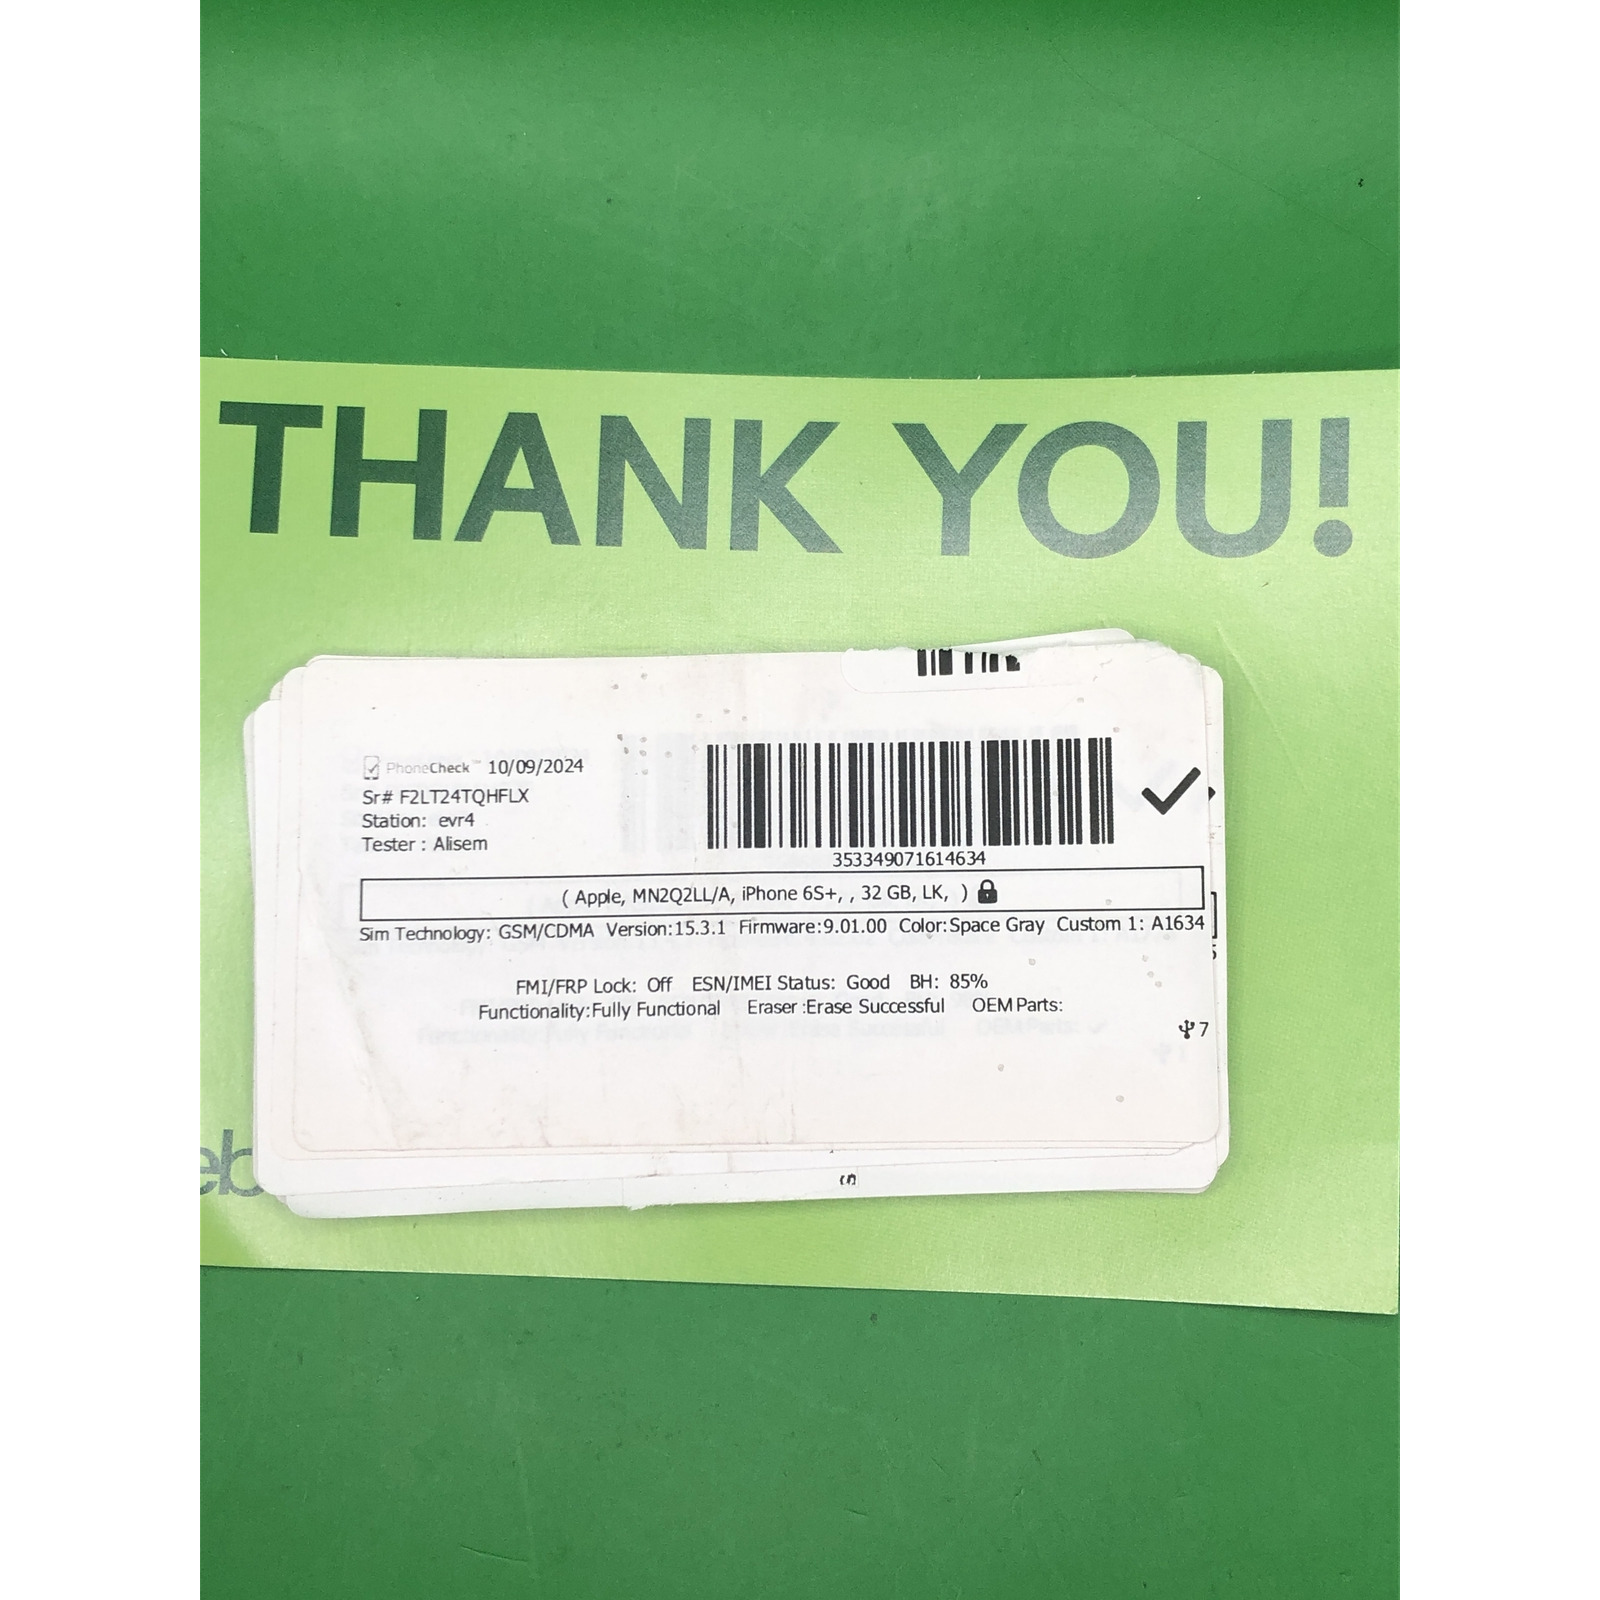 THANK YOU!
PhoneCheck™ 10/09/2024
Sr# F2LT24TQHFLX
Station: evr4
Tester : Alisem
353349071614634
( Apple, MN2Q2LL/A, iPhone 6S+, , 32 GB, LK, )
Sim Technology: GSM/CDMA Version:15.3.1 Firmware:9.01.00 Color:Space Gray Custom 1: A1634
FMI/FRP Lock: Off ESN/IMEI Status: Good BH: 85%
Functionality:Fully Functional Eraser :Erase Successful OEM Parts:
7
eb